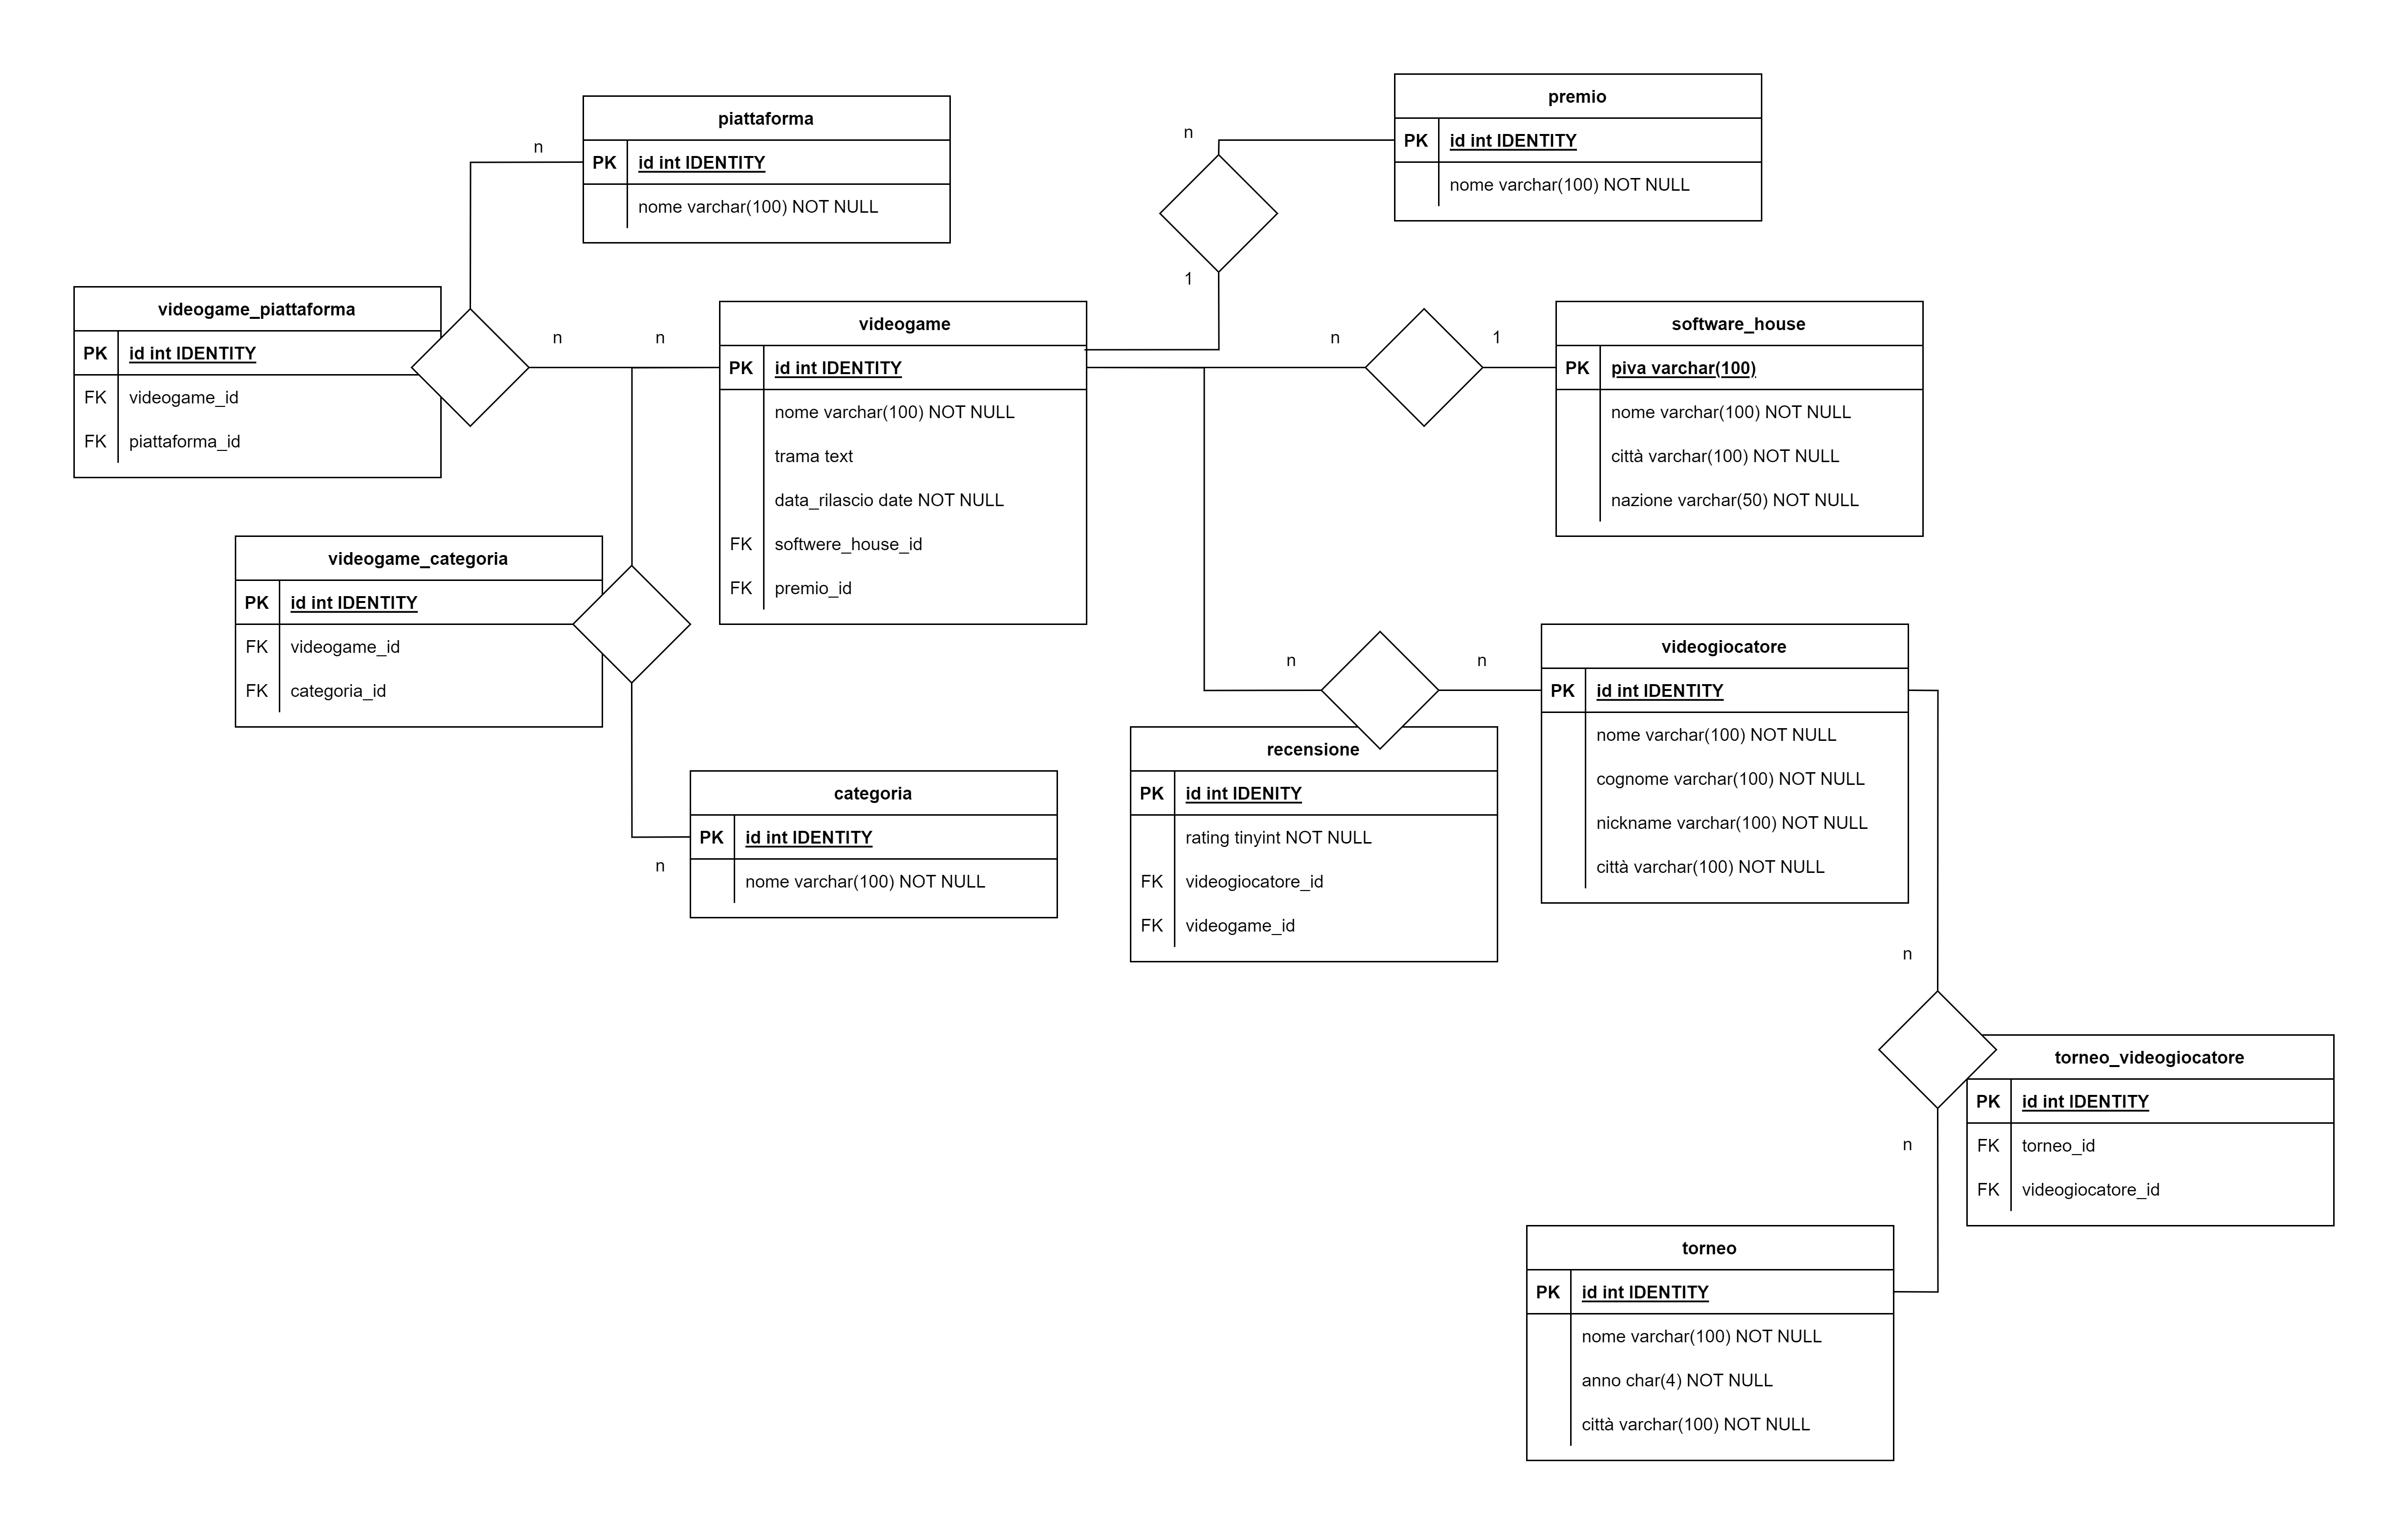 premio
PK id int IDENTITY
nome varchar(100) NOT NULL
piattaforma
PK id int IDENTITY
nome varchar(100) NOT NULL
n
n
1
videogame_piattaforma
PK id int IDENTITY
FK videogame_id
FK piattaforma_id
n
n
videogame
PK id int IDENTITY
nome varchar(100) NOT NULL
trama text
data_rilascio date NOT NULL
FK softwere_house_id
FK premio_id
n
1
software_house
PK piva varchar(100)
nome varchar(100) NOT NULL
città varchar(100) NOT NULL
nazione varchar(50) NOT NULL
videogame_categoria
PK id int IDENTITY
FK videogame_id
FK categoria_id
n
n
n
videogiocatore
PK id int IDENTITY
nome varchar(100) NOT NULL
cognome varchar(100) NOT NULL
nickname varchar(100) NOT NULL
città varchar(100) NOT NULL
recensione
PK id int IDENITY
rating tinyint NOT NULL
FK videogiocatore_id
FK videogame_id
categoria
PK id int IDENTITY
nome varchar(100) NOT NULL
n
n
torneo_videogiocatore
PK id int IDENTITY
FK torneo_id
FK videogiocatore_id
torneo
PK id int IDENTITY
nome varchar(100) NOT NULL
anno char(4) NOT NULL
città varchar(100) NOT NULL